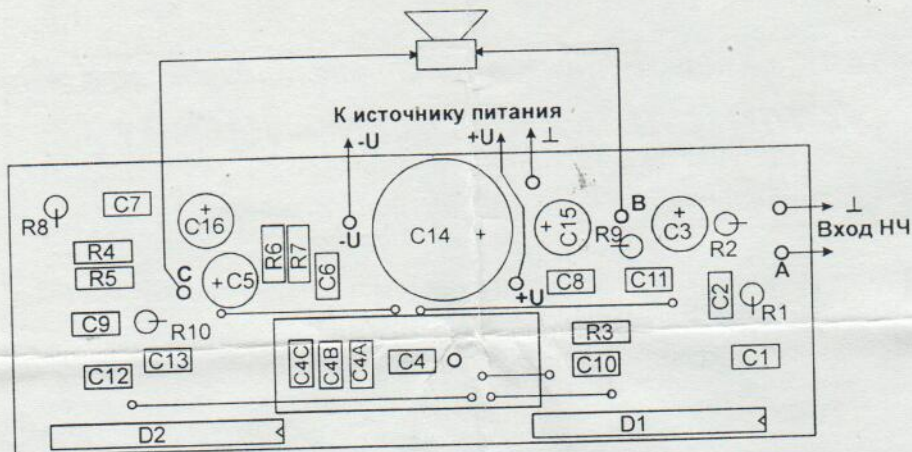 К источнику питания
-U
+U
⊥
C7
R8
C16
R4
R5
C
C5
R6
R7
C6
-U
C14
+
+U
C15
B
R9
C3
R2
⊥
Вход НЧ
A
C8
C11
C2
R1
C9
R10
C13
C12
C4C
C4B
C4A
C4
R3
C10
C1
D2
D1